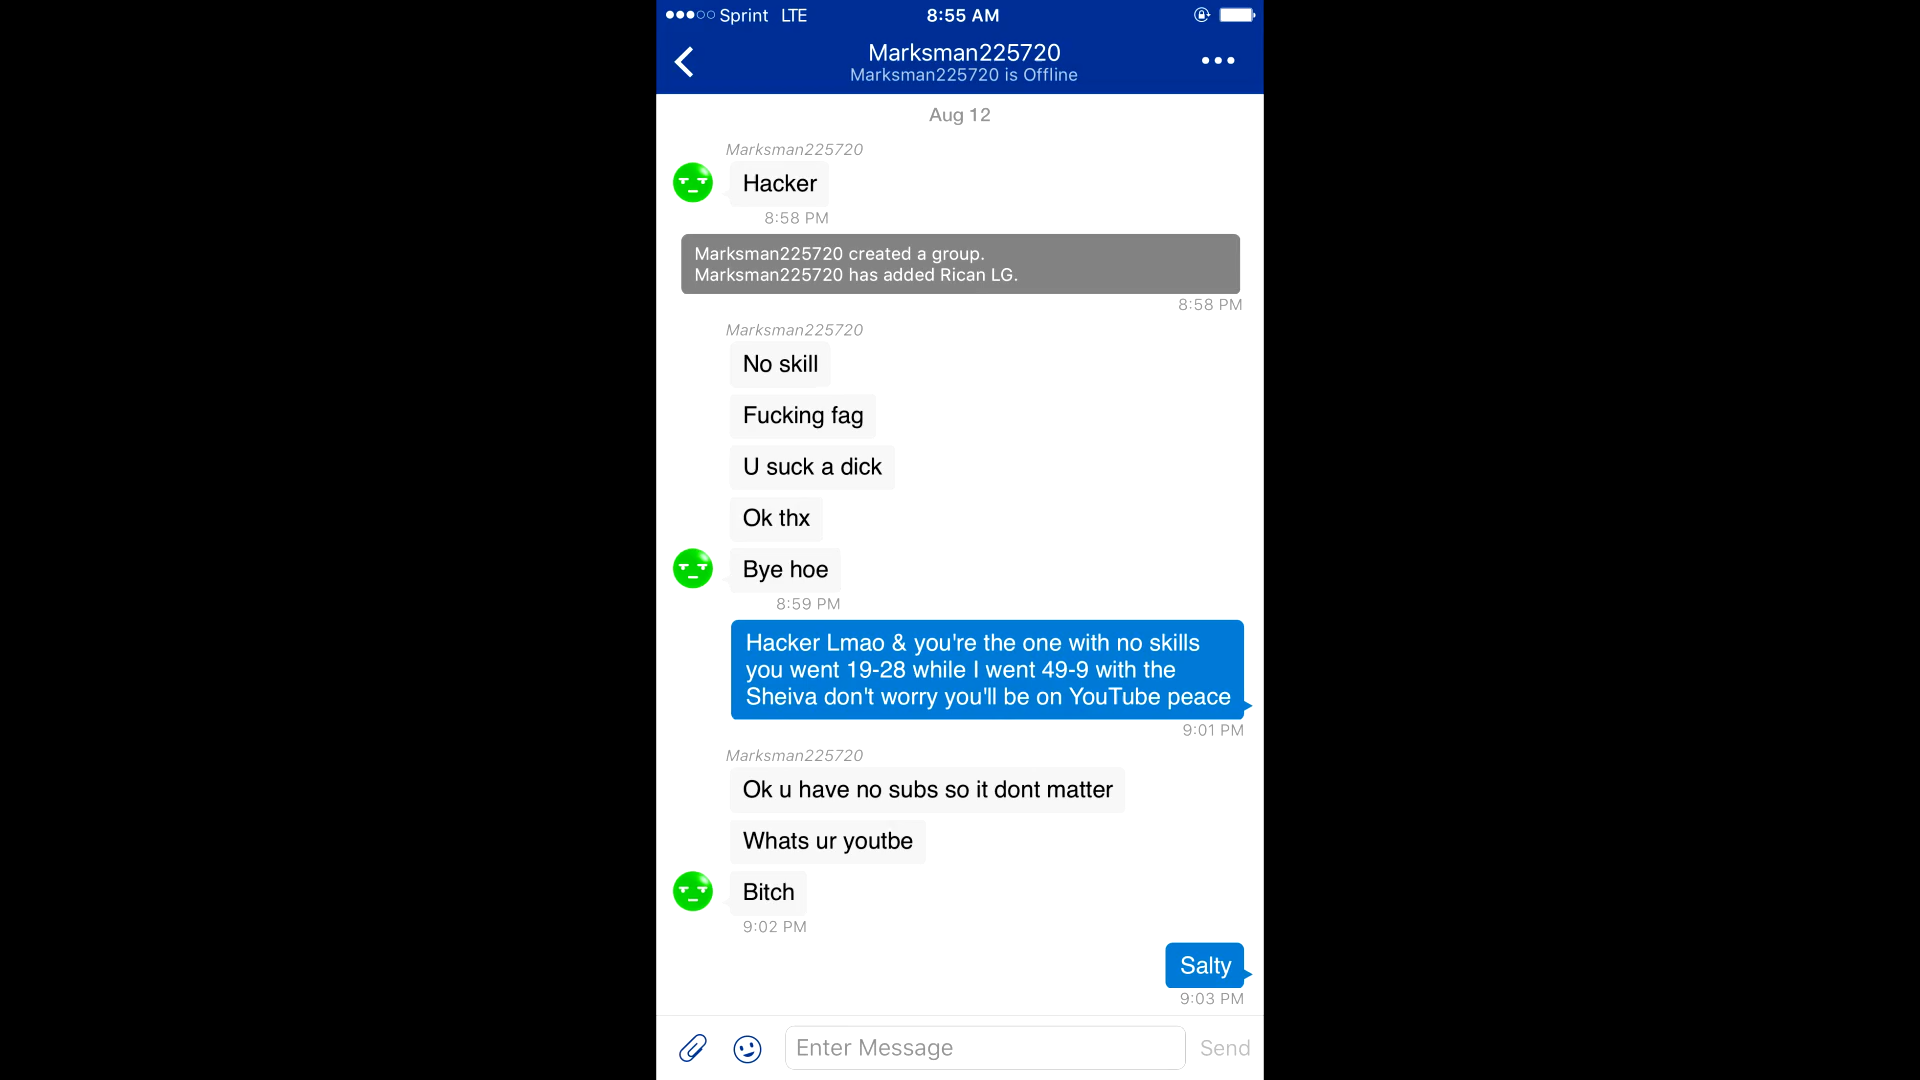 Sprint LTE 8:55 AM
Marksman225720
Marksman225720 is Offline
Aug 12
Marksman225720
Hacker
8:58 PM
Marksman225720 created a group.
Marksman225720 has added Rican LG.
8:58 PM
Marksman225720
No skill
Fucking fag
U suck a dick
Ok thx
Bye hoe
8:59 PM
Hacker Lmao & you're the one with no skills
you went 19-28 while I went 49-9 with the
Sheiva don't worry you'll be on YouTube peace
9:01 PM
Marksman225720
Ok u have no subs so it dont matter
Whats ur youtbe
Bitch
9:02 PM
Salty
9:03 PM
Enter Message Send